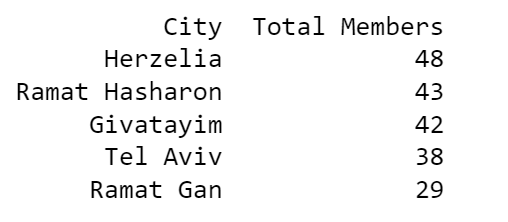 City Total Members
Herzelia 48
Ramat Hasharon 43
Givatayim 42
Tel Aviv 38
Ramat Gan 29